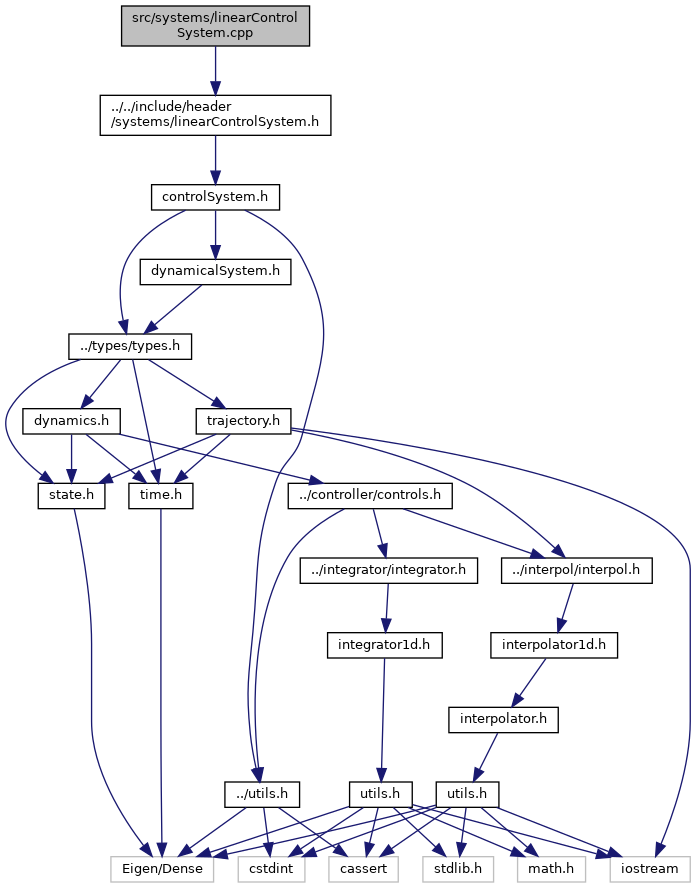 src/systems/linearControl
System.cpp
../../include/header
/systems/linearControlSystem.h
controlSystem.h
dynamicalSystem.h
../types/types.h
dynamics.h
trajectory.h
state.h
time.h
../controller/controls.h
../integrator/integrator.h
../interpol/interpol.h
integrator1d.h
interpolator1d.h
interpolator.h
../utils.h
utils.h
utils.h
Eigen/Dense
cstdint
cassert
stdlib.h
math.h
iostream